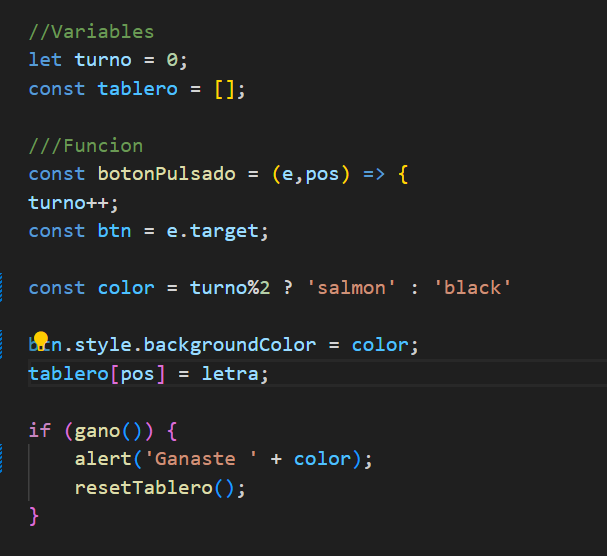 //Variables
let turno = 0;
const tablero = [];
///Funcion
const botonPulsado = (e,pos) => {
turno++;
const btn = e.target;
const color = turno%2 ? 'salmon' : 'black'
btn.style.backgroundColor = color;
tablero[pos] = letra;
if (gano()) {
alert('Ganaste ' + color);
resetTablero();
}